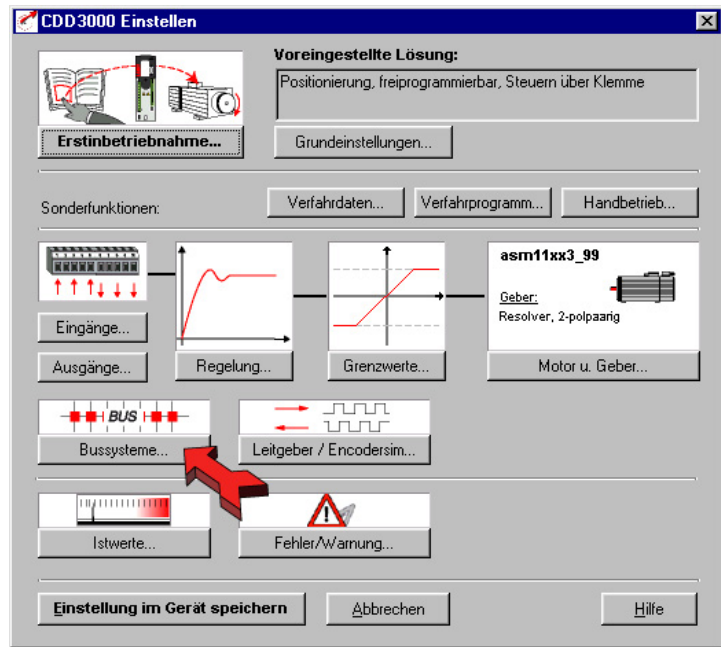 CDD3000 Einstellen
Voreingestellte Lösung:
Positionierung, freiprogrammierbar, Steuern über Klemme
Erstinbetriebnahme...
Grundeinstellungen...
Sonderfunktionen:
Verfahrdaten...
Verfahrprogramm...
Handbetrieb...
asm11xx3_99
Geber:
Resolver, 2-polpaarig
Eingänge...
Ausgänge...
Regelung...
Grenzwerte...
Motor u. Geber...
BUS
Bussysteme...
Leitgeber / Encodersim...
Istwerte...
Fehler/Warnung...
Einstellung im Gerät speichern
Abbrechen
Hilfe